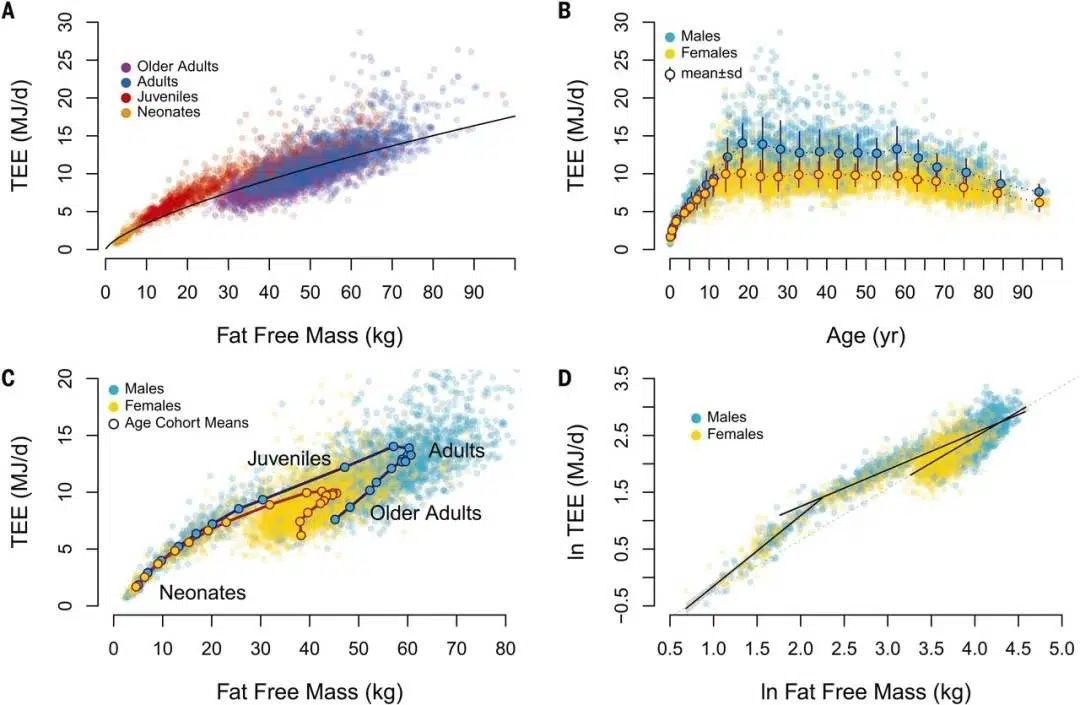 A
TEE (MJ/d)
30
25
20
15
10
5
0
Older Adults
Adults
Juveniles
Neonates
0 10 20 30 40 50 60 70 80 90
Fat Free Mass (kg)
B
TEE (MJ/d)
30
25
20
15
10
5
0
Males
Females
mean±sd
0 10 20 30 40 50 60 70 80 90
Age (yr)
C
TEE (MJ/d)
20
15
10
5
0
Males
Females
Age Cohort Means
Juveniles
Adults
Older Adults
Neonates
0 10 20 30 40 50 60 70 80
Fat Free Mass (kg)
D
ln TEE (MJ/d)
3.5
2.5
1.5
0.5
−0.5
Males
Females
0.5 1.0 1.5 2.0 2.5 3.0 3.5 4.0 4.5 5.0
ln Fat Free Mass (kg)